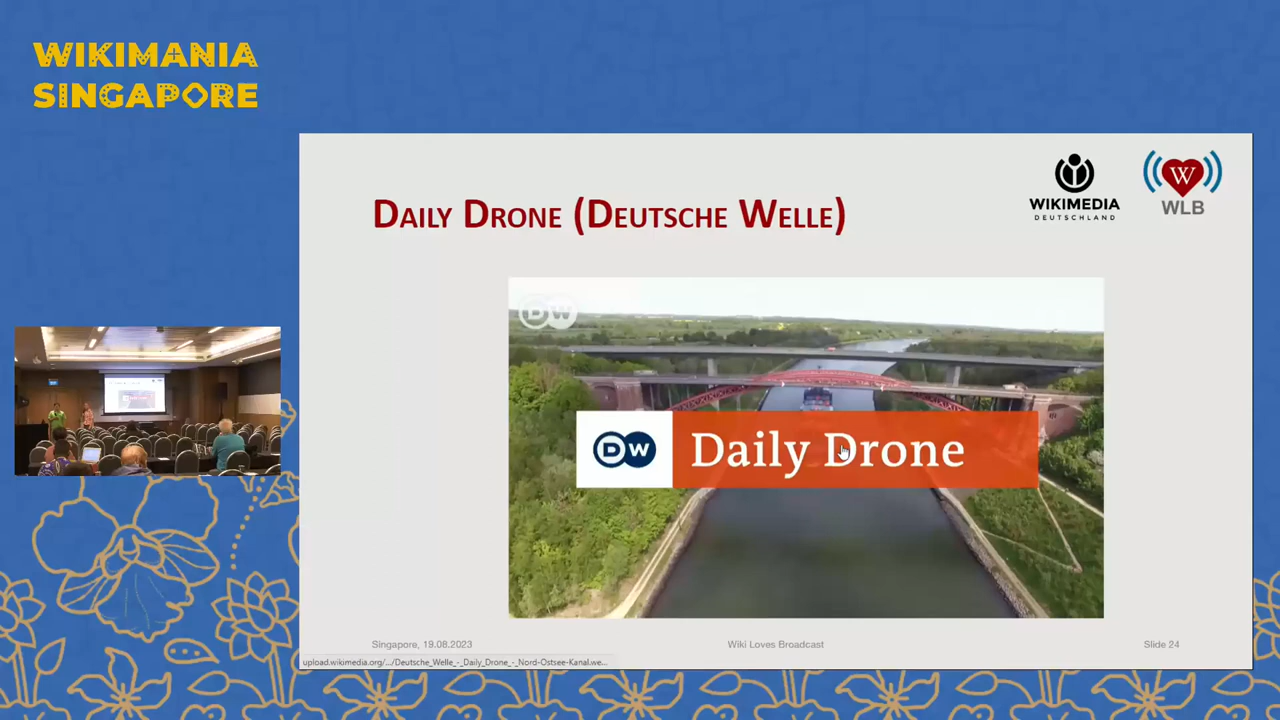 WIKIMANIA
SINGAPORE
DAILY DRONE (DEUTSCHE WELLE)
WIKIMEDIA
DEUTSCHLAND
W
WLB
DW
DW Daily Drone
Singapore, 19.08.2023
Wiki Loves Broadcast
Slide 24
upload.wikimedia.org/.../Deutsche_Welle_-_Daily_Drone_-_Nord-Ostsee-Kanal.we...